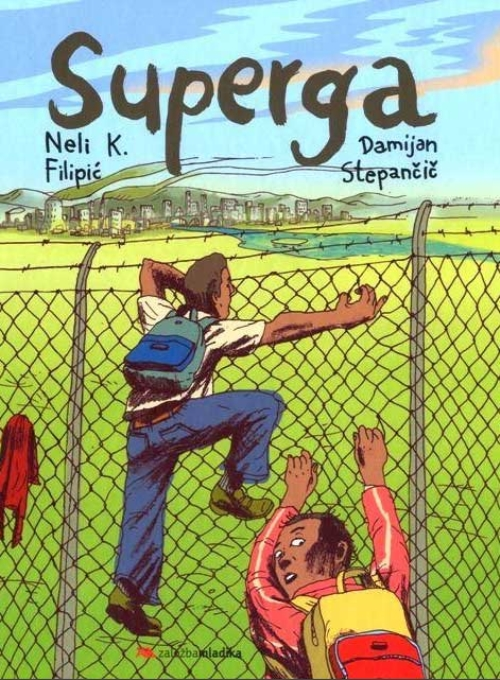 Superga
Neli K.
Filipić
Damijan
Stepančič
založbamladika